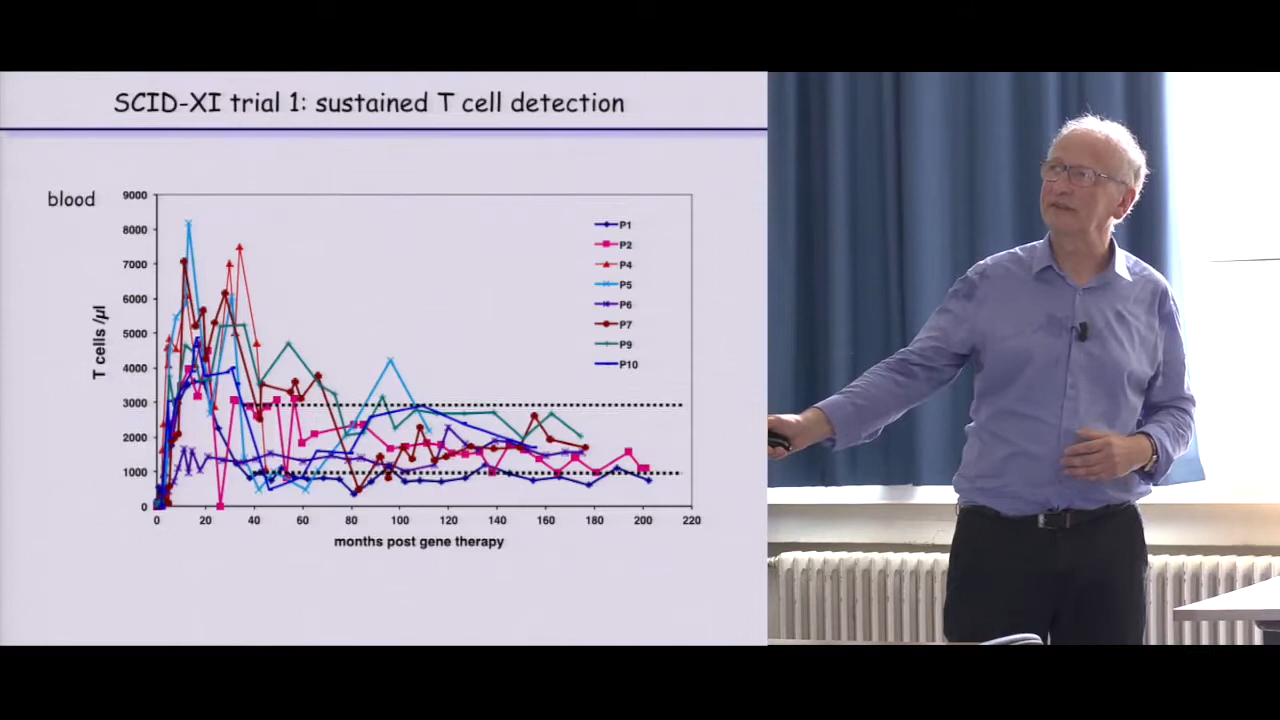 SCID-XI trial 1: sustained T cell detection
blood
T cells /µl
9000
8000
7000
6000
5000
4000
3000
2000
1000
0
0 20 40 60 80 100 120 140 160 180 200 220
months post gene therapy
P1
P2
P4
P5
P6
P7
P9
P10